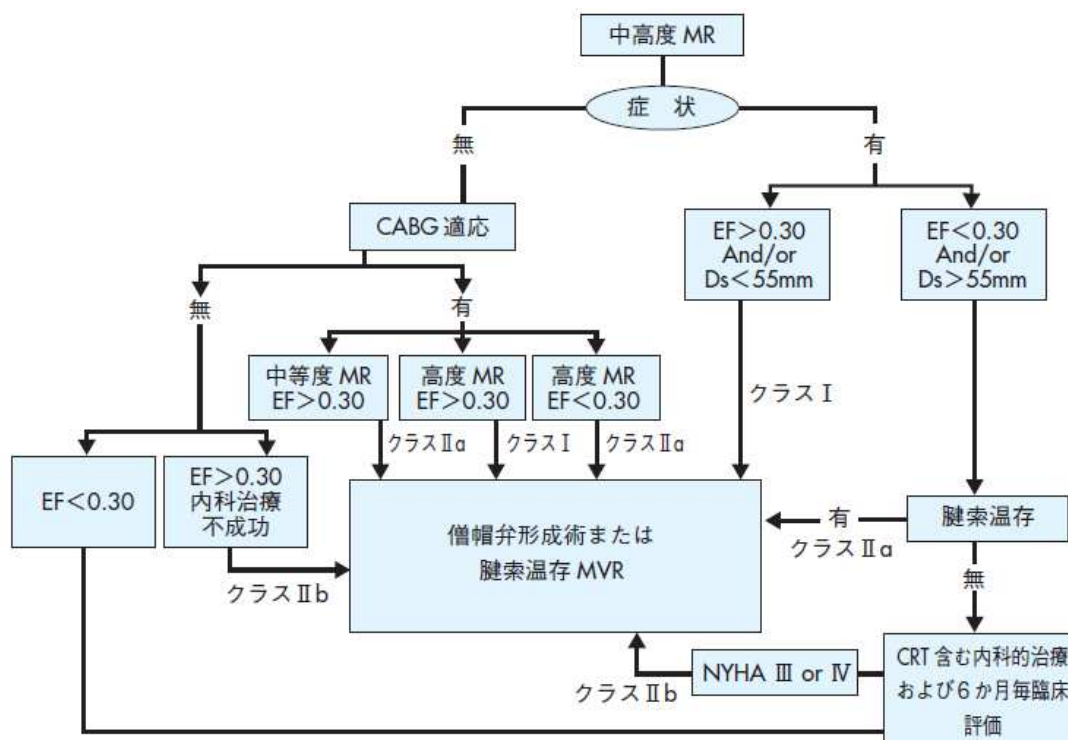 中高度 MR
症 状
無
有
CABG 適応
EF>0.30
And/or
Ds<55mm
EF<0.30
And/or
Ds>55mm
無
有
中等度 MR
EF>0.30
高度 MR
EF>0.30
高度 MR
EF<0.30
クラスⅠ
クラスⅡa
クラスⅠ
クラスⅡa
EF<0.30
EF>0.30
内科治療
不成功
僧帽弁形成術または
腱索温存 MVR
有
クラスⅡa
腱索温存
クラスⅡb
無
NYHA Ⅲ or Ⅳ
クラスⅡb
CRT 含む内科的治療
および6か月毎臨床
評価